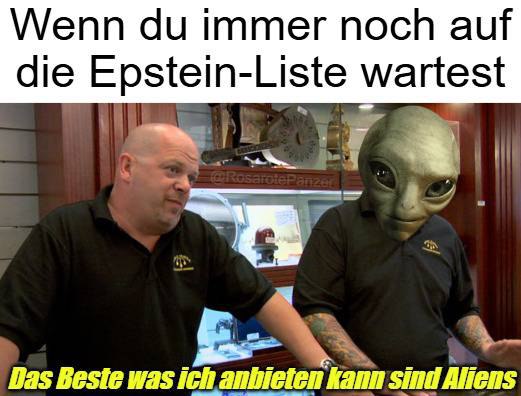 Wenn du immer noch auf
die Epstein-Liste wartest
@RosarotePanzer
Das Beste was ich anbieten kann sind Aliens